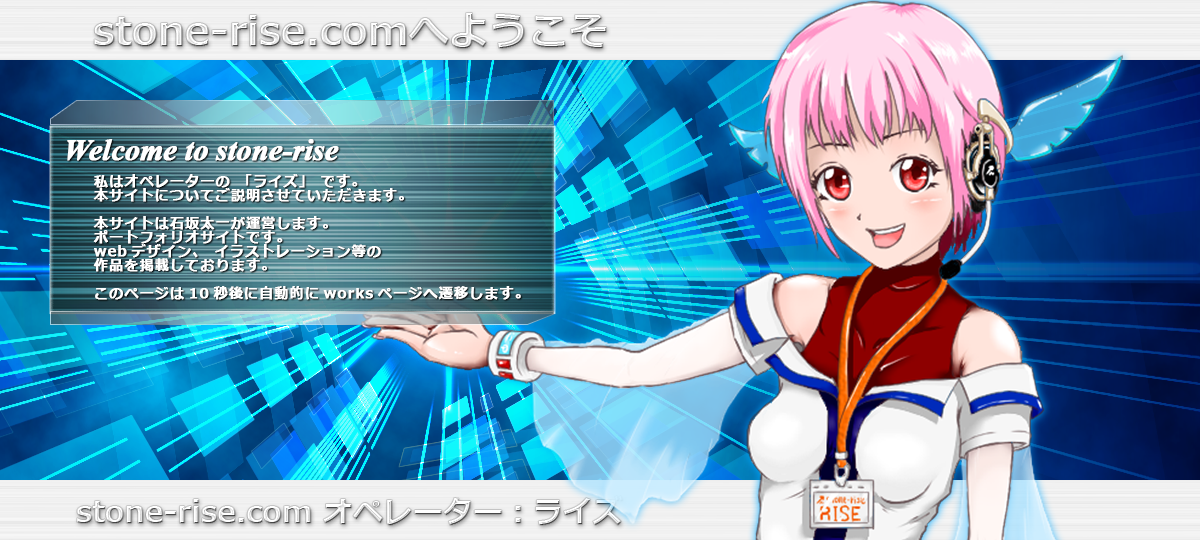 stone-rise.comへようこそ
Welcome to stone-rise
私はオペレーターの 「ライズ」 です。
本サイトについてご説明させていただきます。
本サイトは石坂太一が運営します。
ポートフォリオサイトです。
webデザイン、 イラストレーション等の
作品を掲載しております。
このページは10秒後に自動的にworksページへ遷移します。
stone-rise
RISE
stone-rise.com オペレーター：ライズ